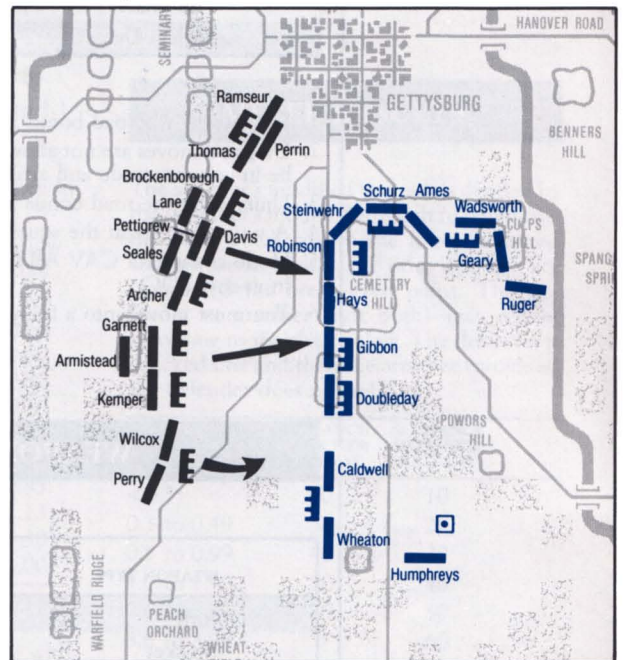 HANOVER ROAD
SEMINARY
GETTYSBURG
BENNERS
HILL
Ramseur
Thomas
Perrin
Brockenborough
Lane
Pettigrew
Davis
Seales
Archer
Garnett
Armistead
Kemper
Wilcox
Perry
Schurz
Ames
Steinwehr
Wadsworth
CULPS
HILL
Robinson
Geary
CEMETERY
HILL
Hays
Ruger
Gibbon
Doubleday
POWORS
HILL
Caldwell
Wheaton
Humphreys
WARFIELD RIDGE
PEACH
ORCHARD
WHEAT